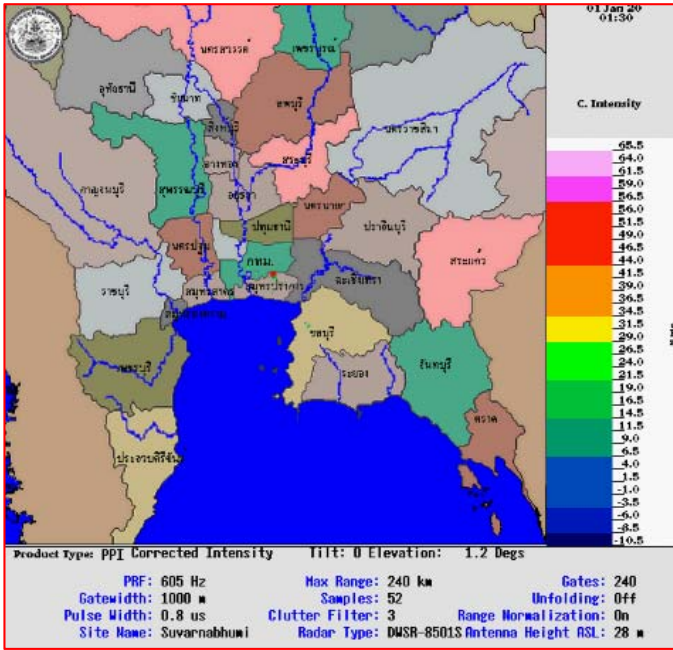 01 Jan 20
01:30
C. Intensity
นครสวรรค์
เพชรบูรณ์
อุทัยธานี
ชัยนาท
ลพบุรี
สิงหบุรี
นครราชสีมา
อ่างทอง
สระบุรี
กาญจนบุรี
สุพรรณบุรี
อยุธยา
นครนายก
ปราจีนบุรี
ปทุมธานี
นครปฐม
กทม.
สระแก้ว
ราชบุรี
สมุทรสาคร
สมุทรปราการ
ฉะเชิงเทรา
ชลบุรี
เพชรบุรี
ระยอง
จันทบุรี
ตราด
ประจวบคีรีขันธ์
65.5
64.0
61.5
59.0
56.5
56.0
51.5
49.0
46.5
44.0
41.5
39.0
36.5
34.0
31.5
29.0
26.5
24.0
21.5
19.0
16.5
14.0
11.5
9.0
6.5
4.0
1.5
-1.0
-3.5
-6.0
-8.5
-10.5
Product Type: PPI Corrected Intensity Tilt: 0 Elevation: 1.2 Degs
PRF: 605 Hz Max Range: 240 km Gates: 240
Gatewidth: 1000 m Samples: 52 Unfolding: Off
Pulse Width: 0.8 us Clutter Filter: 3 Range Normalization: On
Site Name: Suvarnabhumi Radar Type: DWSR-8501S Antenna Height ASL: 28 m